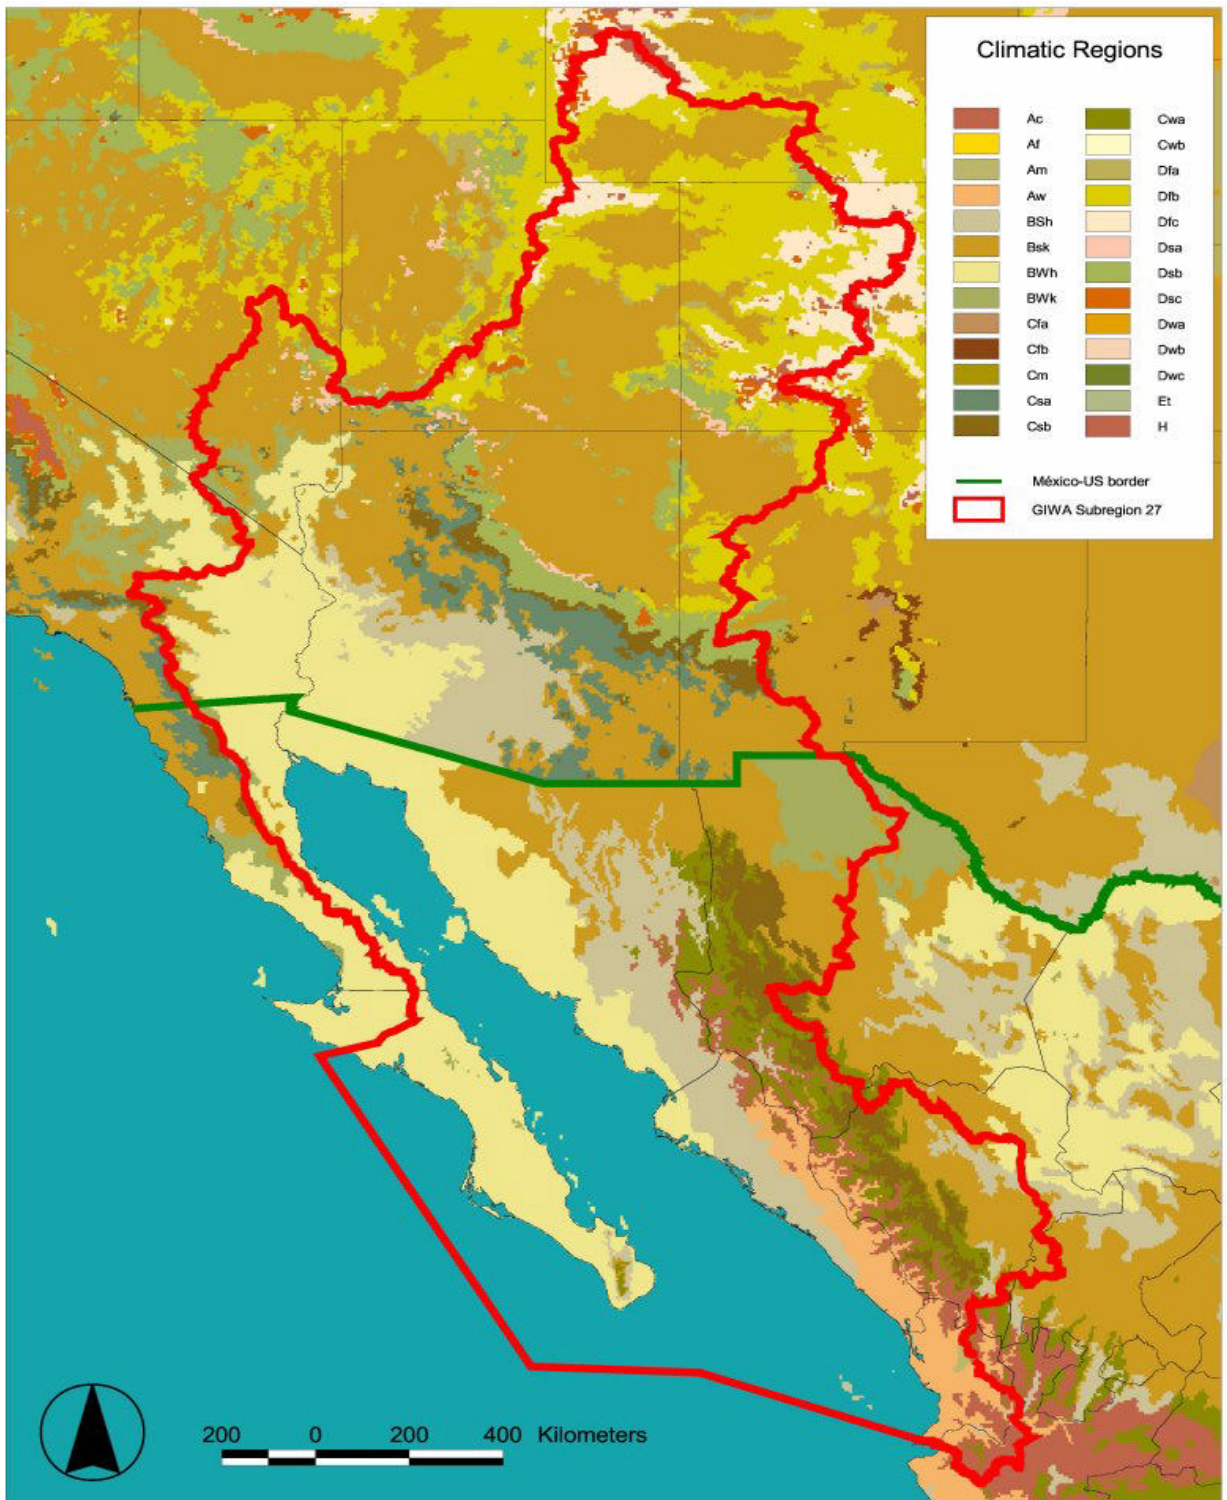 Climatic Regions
Ac Cwa
Af Cwb
Am Dfa
Aw Dfb
BSh Dfc
Bsk Dsa
BWh Dsb
BWk Dsc
Cfa Dwa
Cfb Dwb
Cm Dwc
Csa Et
Csb H
México-US border
GIWA Subregion 27
200 0 200 400 Kilometers